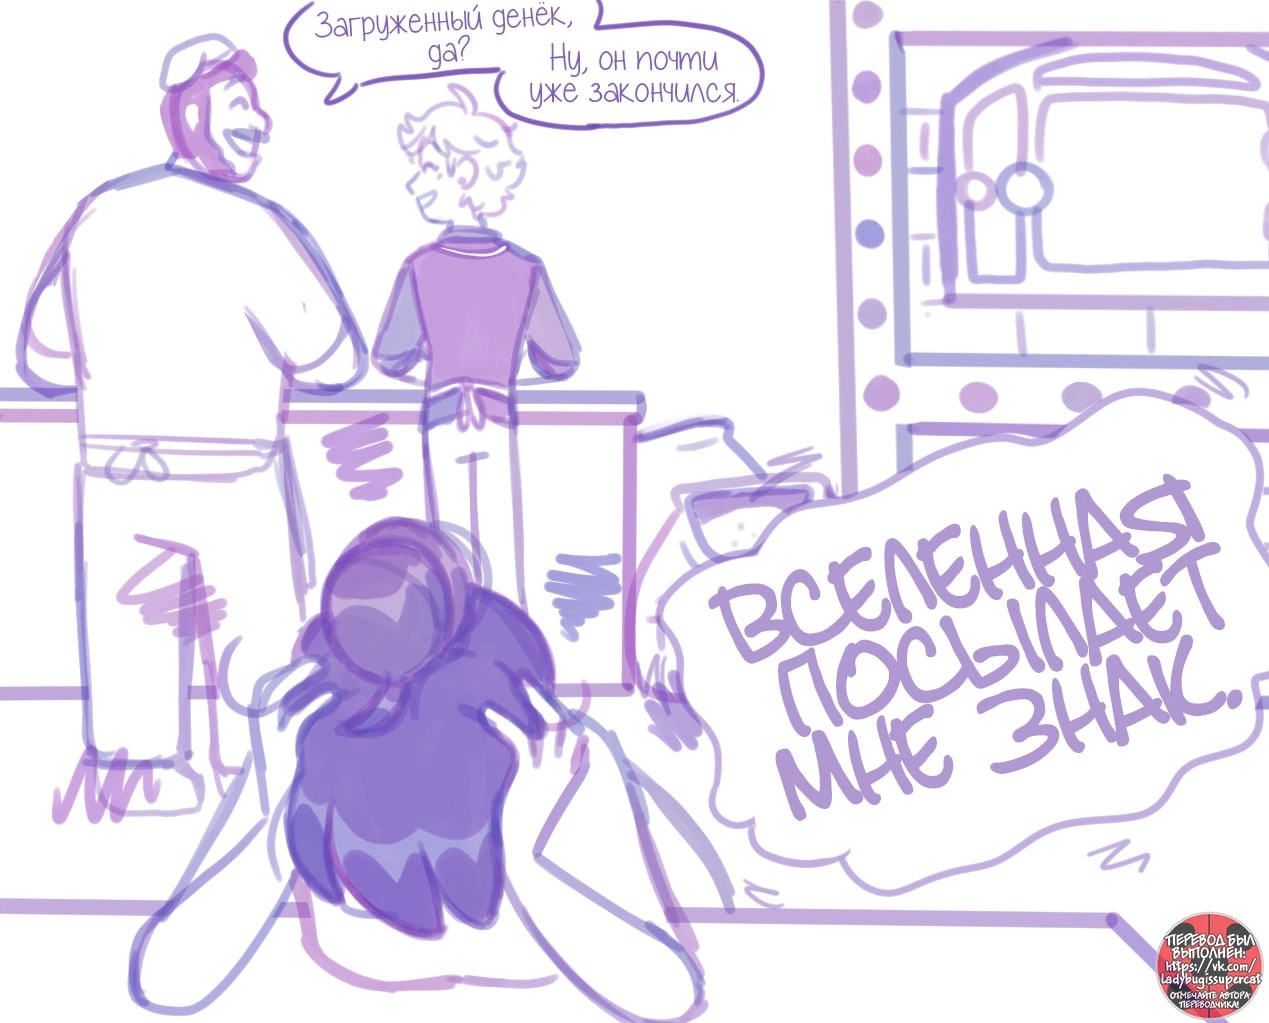 Загруженный денёк,
да?
Ну, он почти
уже закончился.
ВСЕЛЕННАЯ
ПОСЫЛАЕТ
МНЕ ЗНАК.
ПЕРЕВОД БЫЛ
ВЫПОЛНЕН:
https://vk.com/
ladybugissupercat
ОТМЕЧАЙТЕ АВТОРА
ПЕРЕВОДЧИКА!